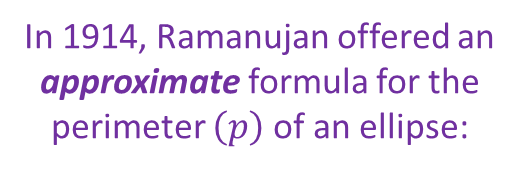 In 1914, Ramanujan offered an
approximate formula for the
perimeter (p) of an ellipse: